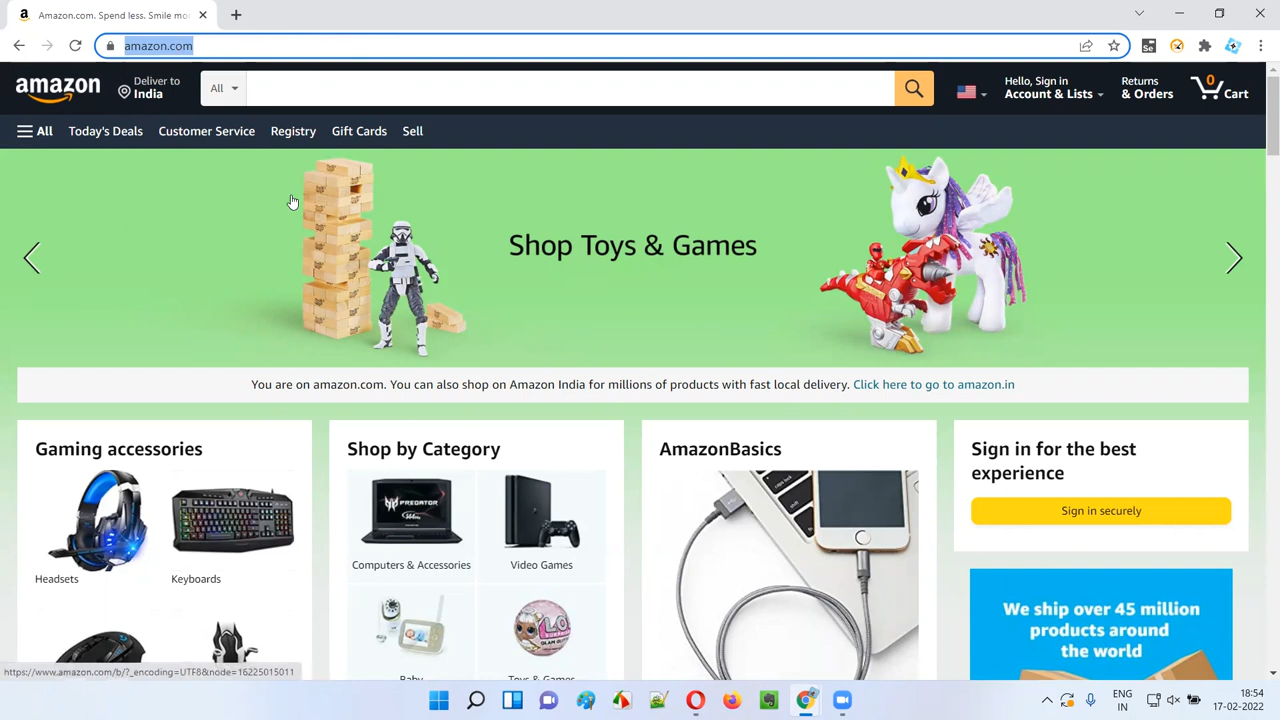 Amazon.com. Spend less. Smile mo
amazon.com
amazon
Deliver to
India
All
Hello, Sign in
Account & Lists
Returns
& Orders
0
Cart
All
Today's Deals
Customer Service
Registry
Gift Cards
Sell
Shop Toys & Games
You are on amazon.com. You can also shop on Amazon India for millions of products with fast local delivery. Click here to go to amazon.in
Gaming accessories
Headsets
Keyboards
Shop by Category
PREDATOR
Computers & Accessories
Video Games
Baby
Toys & Games
AmazonBasics
Sign in for the best
experience
Sign in securely
We ship over 45 million
products around
the world
https://www.amazon.com/b/?_encoding=UTF8&node=16225015011
ENG
IN
18:54
17-02-2022